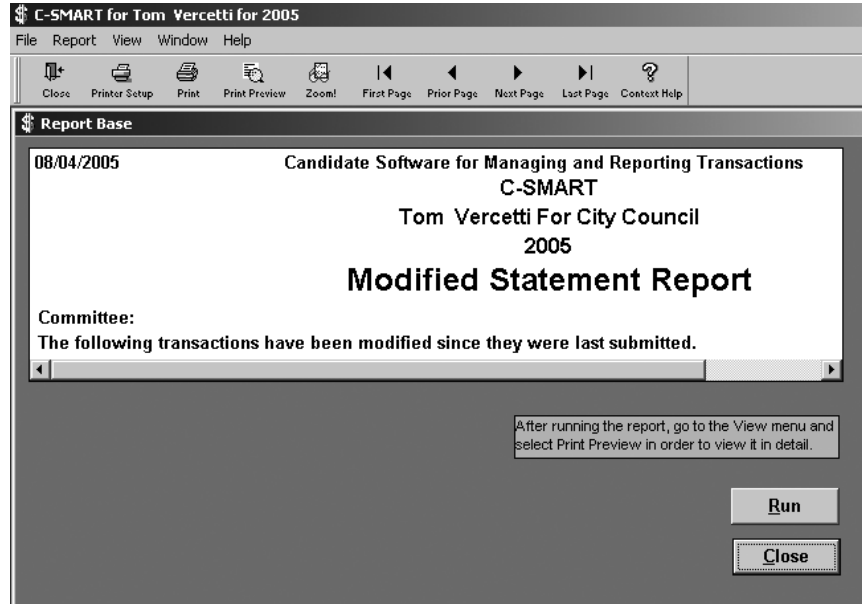 C-SMART for Tom Vercetti for 2005
File Report View Window Help
Close Printer Setup Print Print Preview Zoom! First Page Prior Page Next Page Last Page Context Help
Report Base
08/04/2005 Candidate Software for Managing and Reporting Transactions
C-SMART
Tom Vercetti For City Council
2005
Modified Statement Report
Committee:
The following transactions have been modified since they were last submitted.
After running the report, go to the View menu and
select Print Preview in order to view it in detail.
Run
Close